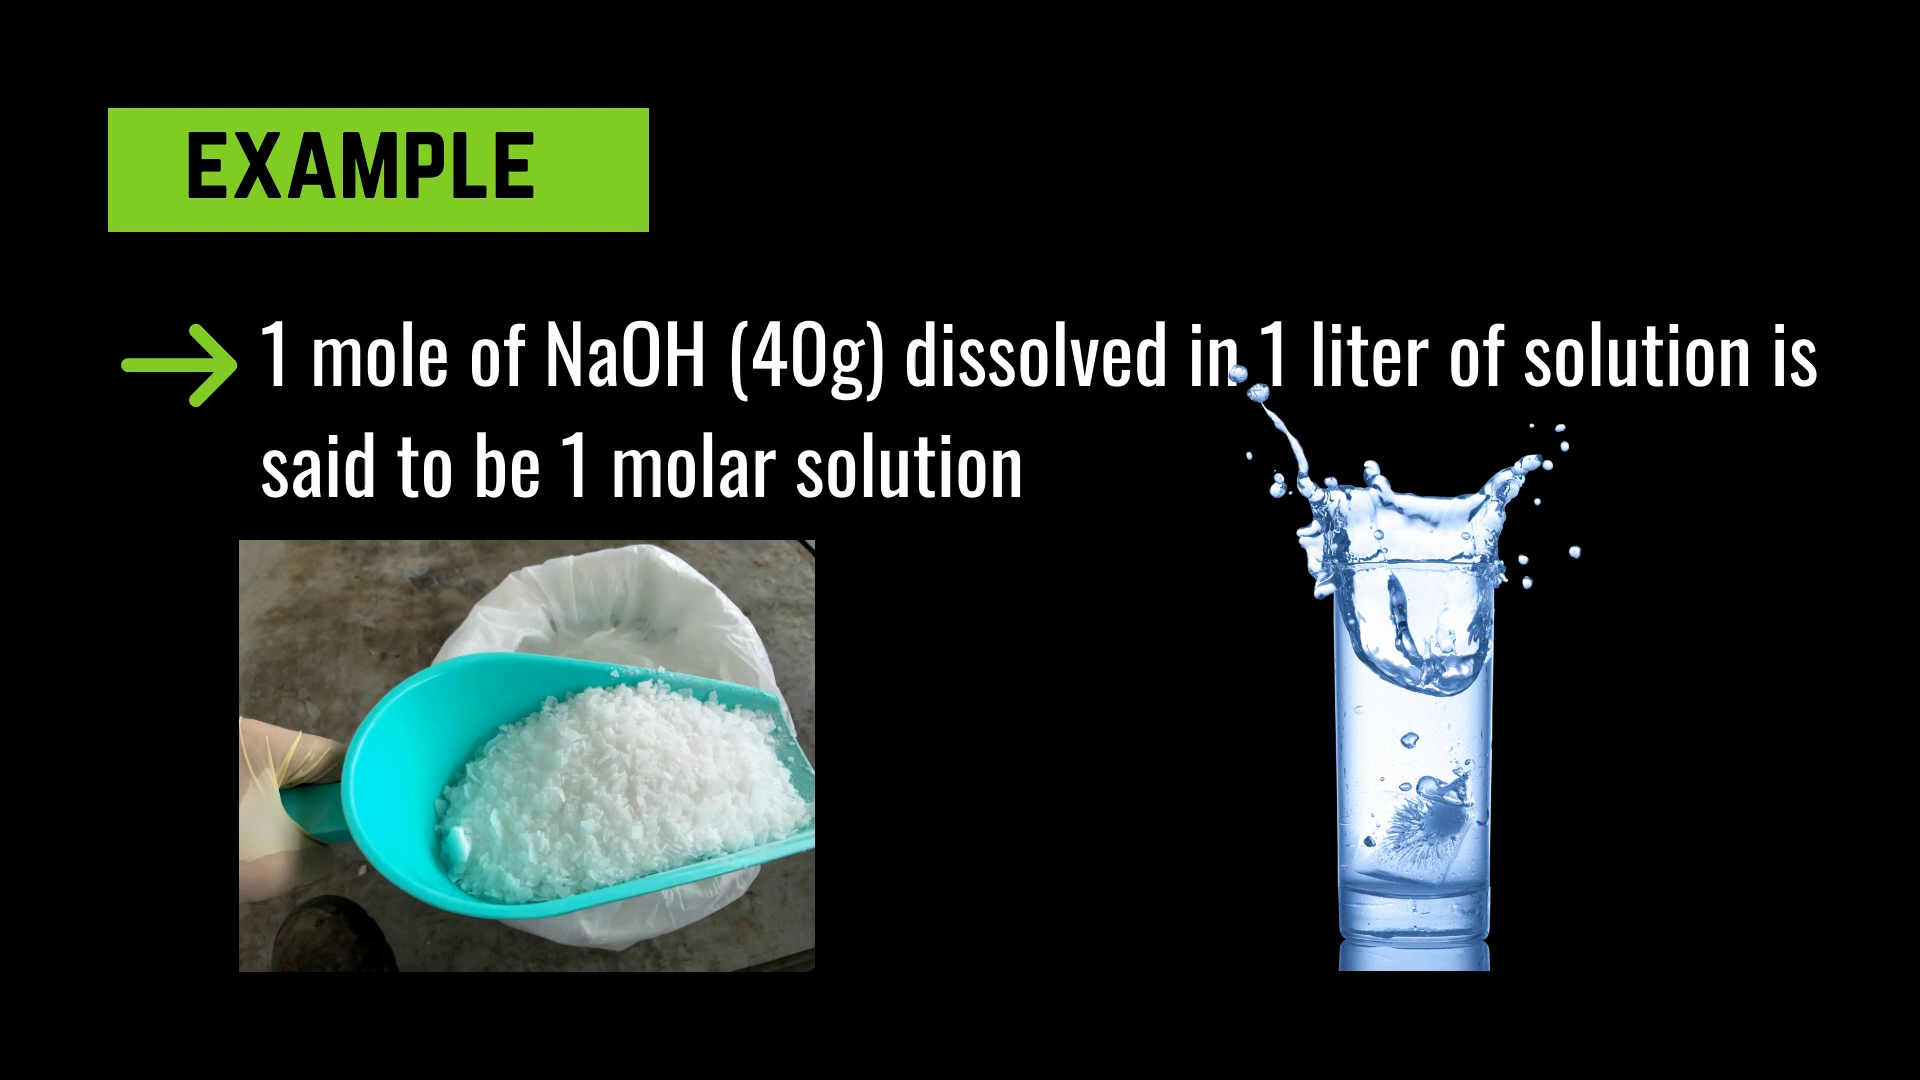 EXAMPLE
1 mole of NaOH (40g) dissolved in 1 liter of solution is
said to be 1 molar solution